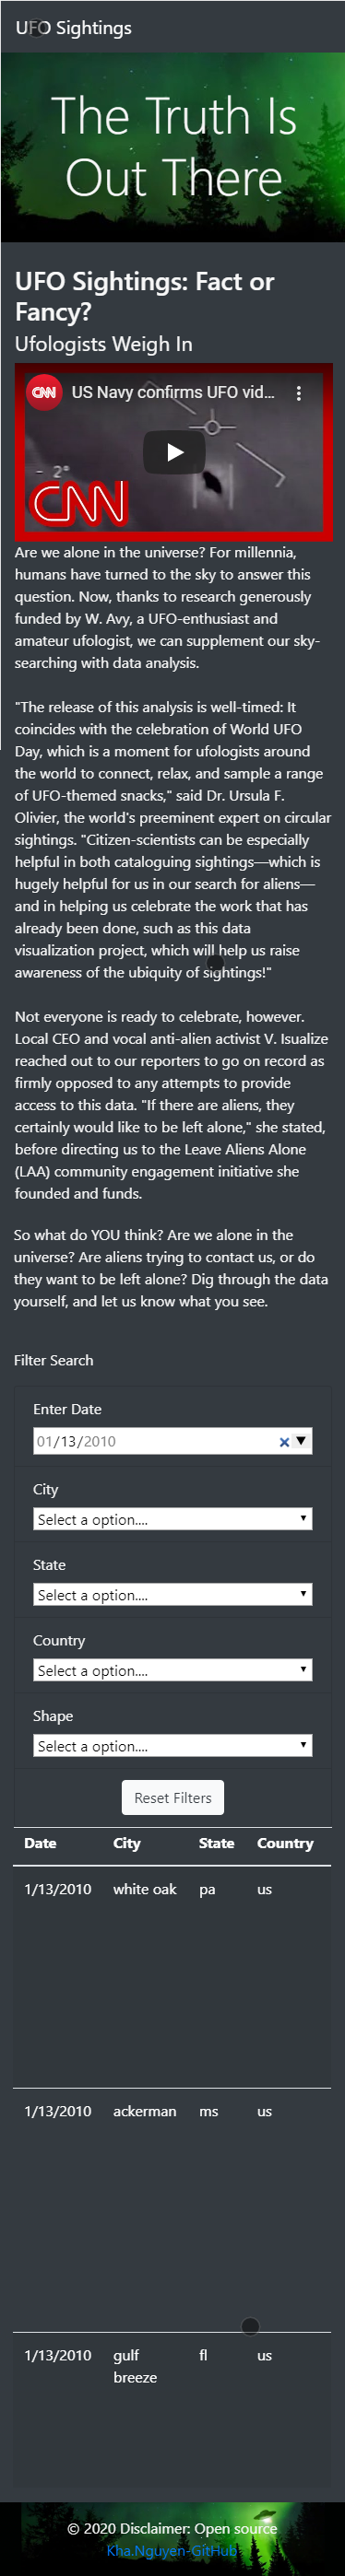 UFO Sightings
The Truth Is
Out There
UFO Sightings: Fact or
Fancy?
Ufologists Weigh In
CNN US Navy confirms UFO vid...
- 2°
CNN
Are we alone in the universe? For millennia,
humans have turned to the sky to answer this
question. Now, thanks to research generously
funded by W. Avy, a UFO-enthusiast and
amateur ufologist, we can supplement our sky-
searching with data analysis.
"The release of this analysis is well-timed: It
coincides with the celebration of World UFO
Day, which is a moment for ufologists around
the world to connect, relax, and sample a range
of UFO-themed snacks," said Dr. Ursula F.
Olivier, the world's preeminent expert on circular
sightings. "Citizen-scientists can be especially
helpful in both cataloguing sightings—which is
hugely helpful for us in our search for aliens—
and in helping us celebrate the work that has
already been done, such as this data
visualization project, which will help us raise
awareness of the ubiquity of sightings!"
Not everyone is ready to celebrate, however.
Local CEO and vocal anti-alien activist V. Isualize
reached out to our reporters to go on record as
firmly opposed to any attempts to provide
access to this data. "If there are aliens, they
certainly would like to be left alone," she stated,
before directing us to the Leave Aliens Alone
(LAA) community engagement initiative she
founded and funds.
So what do YOU think? Are we alone in the
universe? Are aliens trying to contact us, or do
they want to be left alone? Dig through the data
yourself, and let us know what you see.
Filter Search
Enter Date
01/13/2010
City
Select a option....
State
Select a option....
Country
Select a option....
Shape
Select a option....
Reset Filters
Date City State Country
1/13/2010 white oak pa us
1/13/2010 ackerman ms us
1/13/2010 gulf breeze fl us
© 2020 Disclaimer: Open source
Kha.Nguyen-GitHub